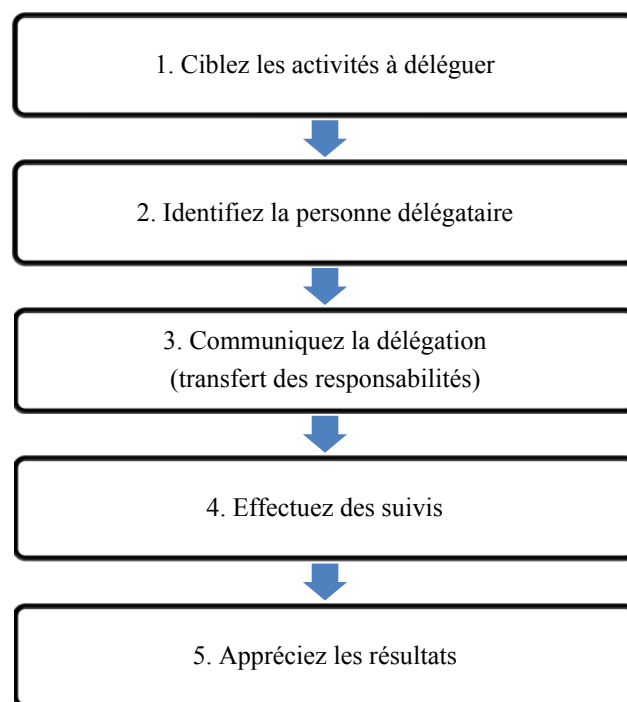 1. Ciblez les activités à déléguer
2. Identifiez la personne délégataire
3. Communiquez la délégation
(transfert des responsabilités)
4. Effectuez des suivis
5. Appréciez les résultats